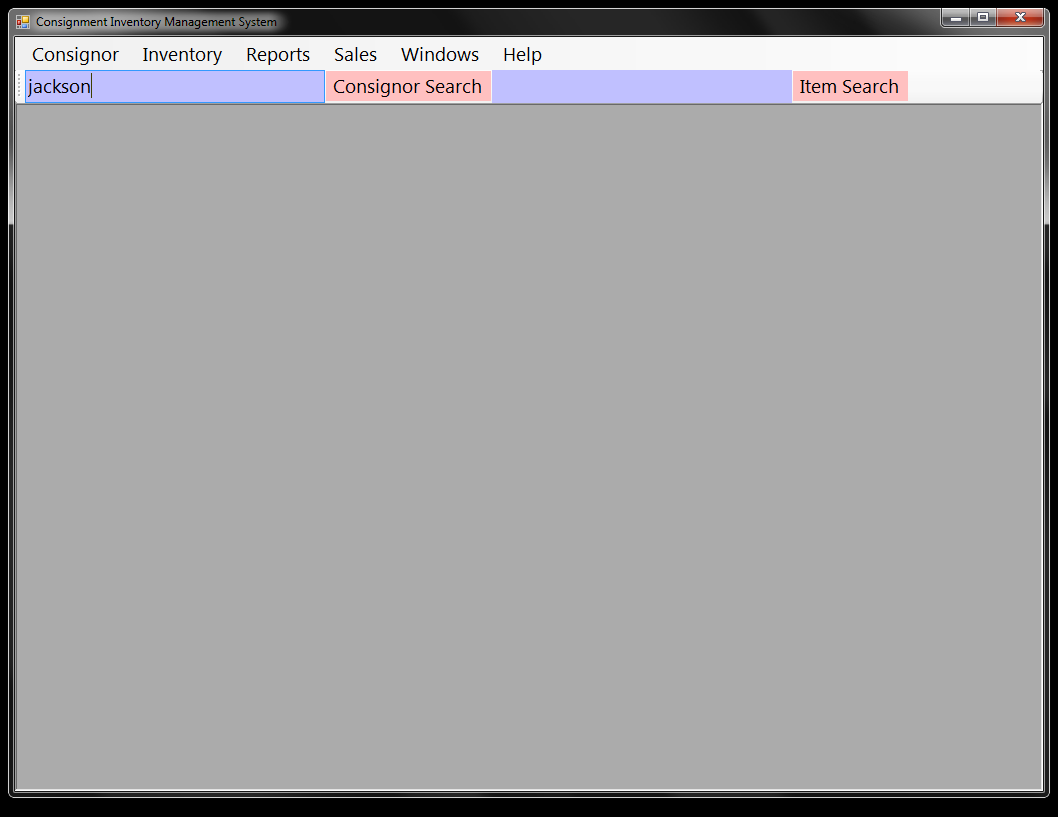 Consignment Inventory Management System
Consignor Inventory Reports Sales Windows Help
jackson Consignor Search Item Search